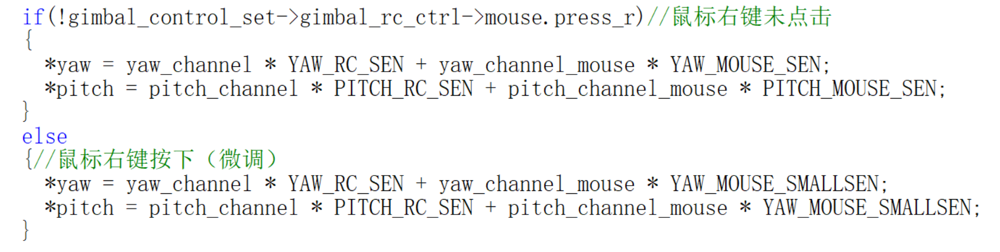 if(!gimbal_control_set->gimbal_rc_ctrl->mouse.press_r)//鼠标右键未点击
{
*yaw = yaw_channel * YAW_RC_SEN + yaw_channel_mouse * YAW_MOUSE_SEN;
*pitch = pitch_channel * PITCH_RC_SEN + pitch_channel_mouse * PITCH_MOUSE_SEN;
}
else
{//鼠标右键按下（微调）
*yaw = yaw_channel * YAW_RC_SEN + yaw_channel_mouse * YAW_MOUSE_SMALLSEN;
*pitch = pitch_channel * PITCH_RC_SEN + pitch_channel_mouse * YAW_MOUSE_SMALLSEN;
}